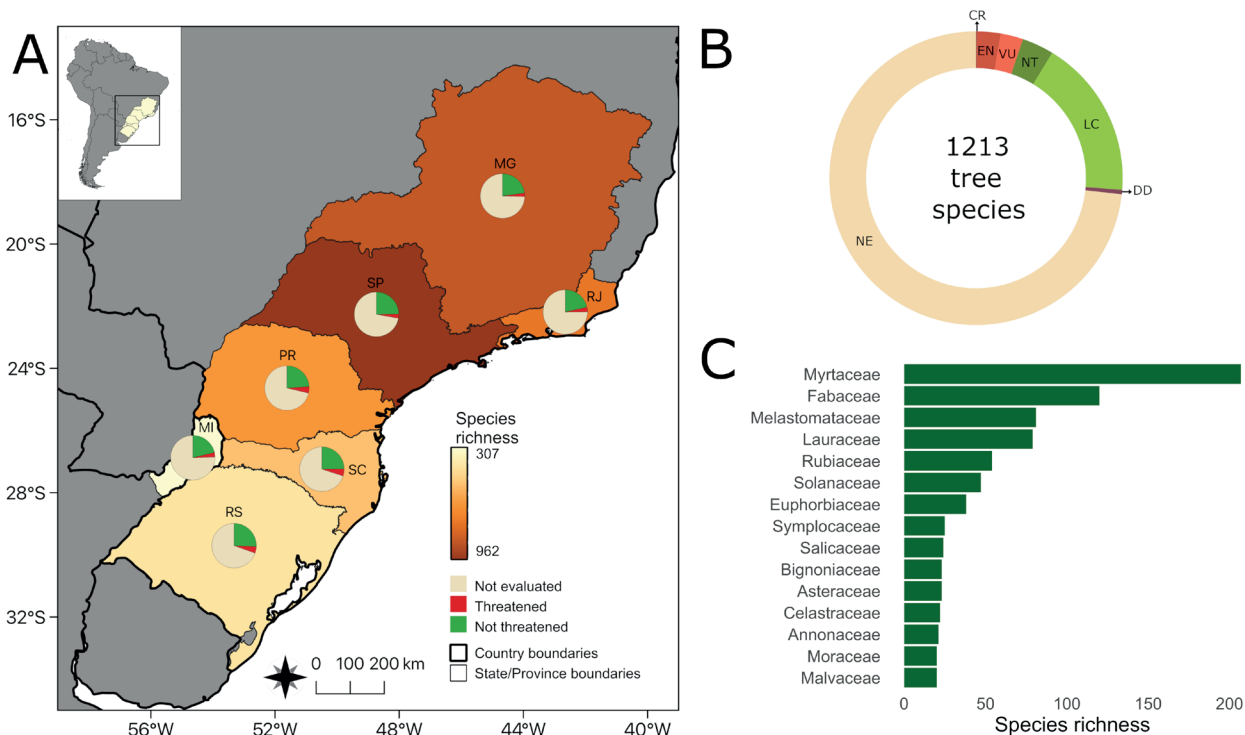 A
16°S
20°S
24°S
28°S
32°S
56°W
52°W
48°W
44°W
40°W
MG
SP
RJ
PR
MI
SC
RS
Species
richness
307
962
Not evaluated
Threatened
Not threatened
Country boundaries
State/Province boundaries
0 100 200 km
B
CR
EN
VU
NT
LC
DD
NE
1213
tree
species
C
Myrtaceae
Fabaceae
Melastomataceae
Lauraceae
Rubiaceae
Solanaceae
Euphorbiaceae
Symplocaceae
Salicaceae
Bignoniaceae
Asteraceae
Celastraceae
Annonaceae
Moraceae
Malvaceae
0 50 100 150 200
Species richness